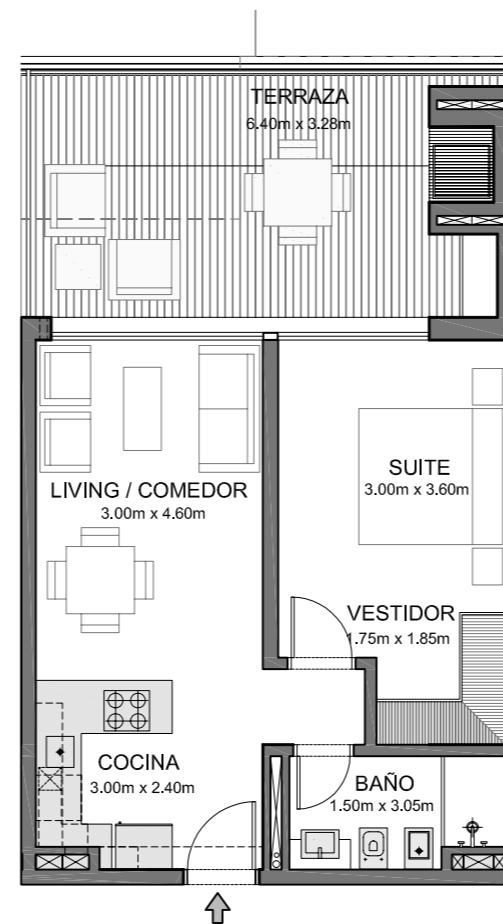 TERRAZA
6.40m x 3.28m
LIVING / COMEDOR
3.00m x 4.60m
SUITE
3.00m x 3.60m
VESTIDOR
1.75m x 1.85m
COCINA
3.00m x 2.40m
BAÑO
1.50m x 3.05m